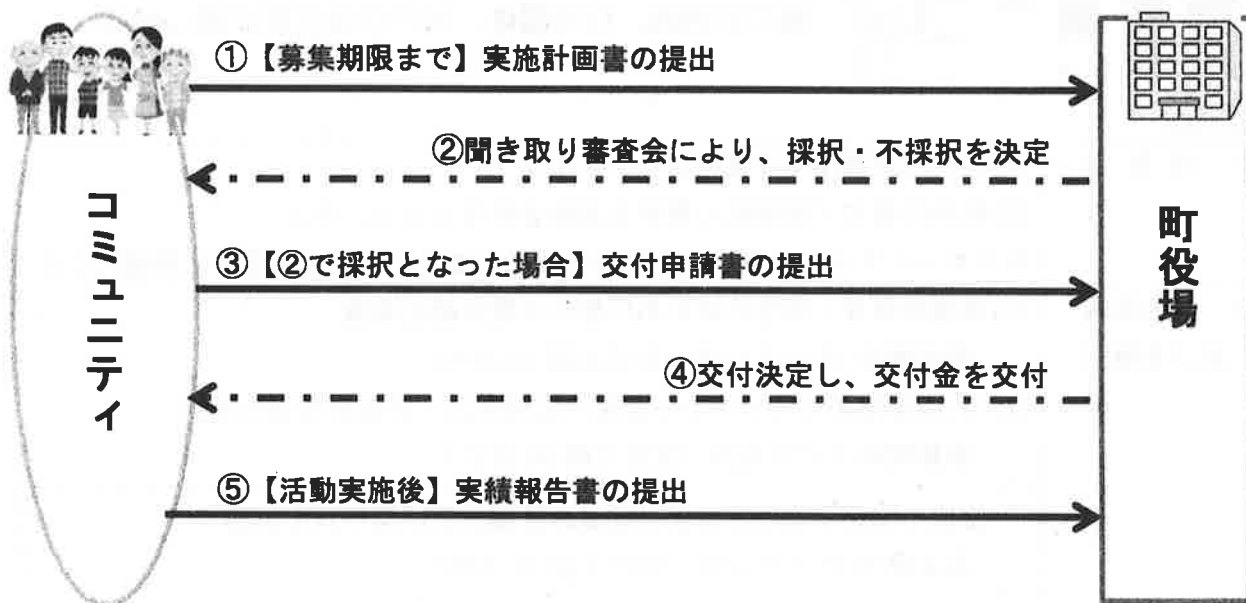 ①【募集期限まで】実施計画書の提出
②聞き取り審査会により、採択・不採択を決定
③【②で採択となった場合】交付申請書の提出
④交付決定し、交付金を交付
⑤【活動実施後】実績報告書の提出
コミュニティ
町役場